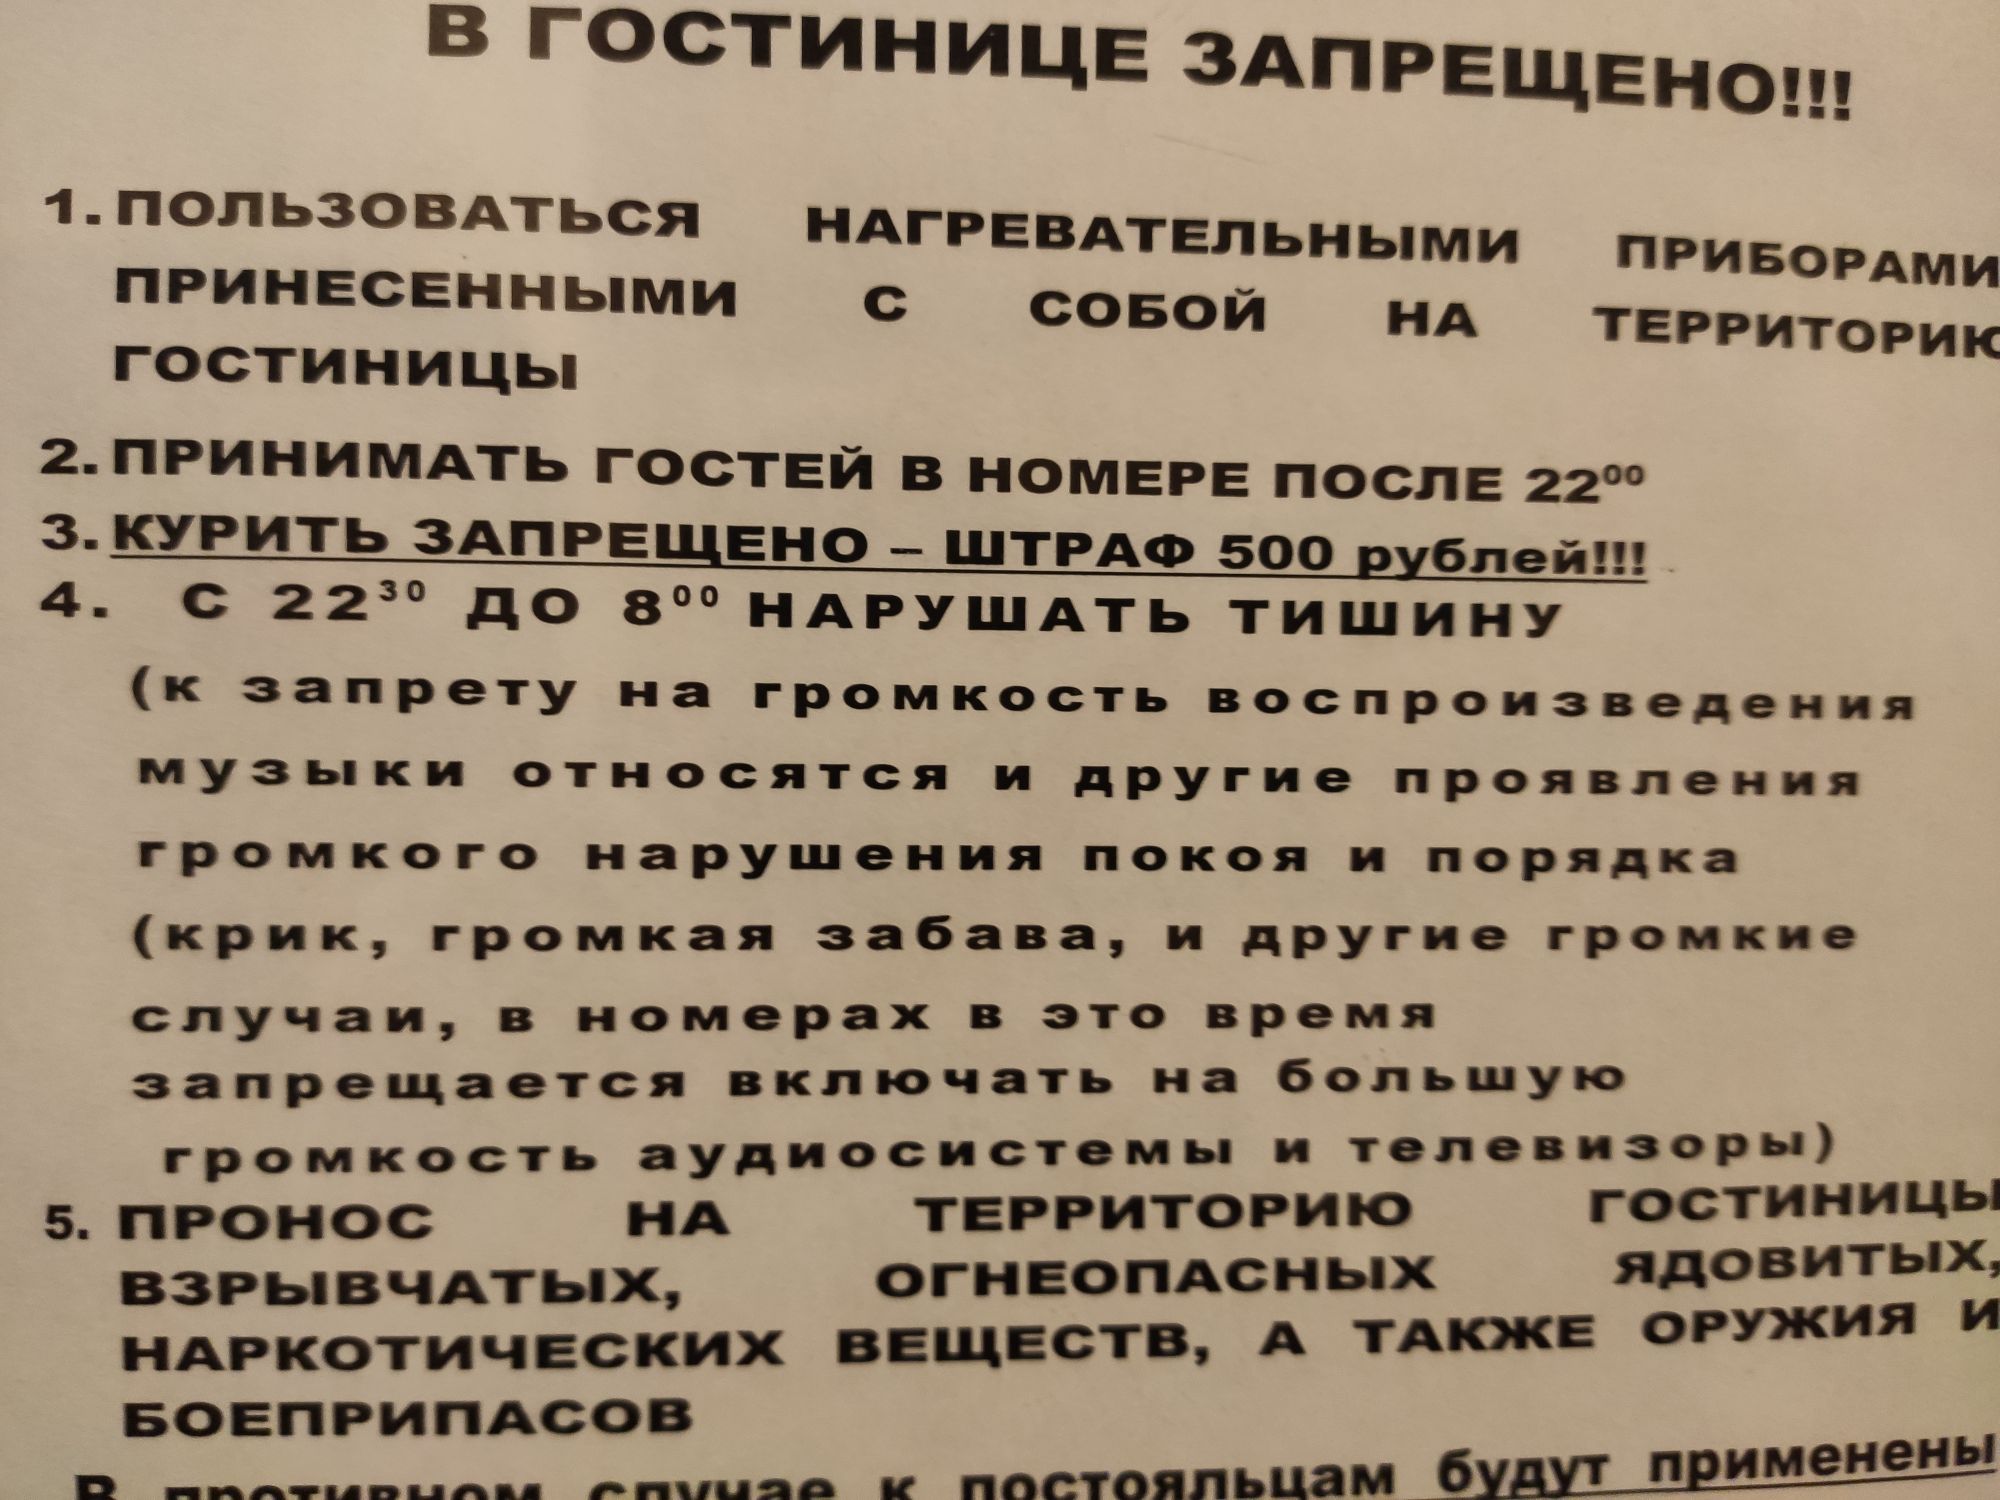 В ГОСТИНИЦЕ ЗАПРЕЩЕНО!!!
1. ПОЛЬЗОВАТЬСЯ НАГРЕВАТЕЛЬНЫМИ ПРИБОРАМИ
ПРИНЕСЕННЫМИ С СОБОЙ НА ТЕРРИТОРИЮ
ГОСТИНИЦЫ
2. ПРИНИМАТЬ ГОСТЕЙ В НОМЕРЕ ПОСЛЕ 22⁰⁰
3. КУРИТЬ ЗАПРЕЩЕНО – ШТРАФ 500 рублей!!!
4. С 22³⁰ ДО 8⁰⁰ НАРУШАТЬ ТИШИНУ
(к запрету на громкость воспроизведения
музыки относятся и другие проявления
громкого нарушения покоя и порядка
(крик, громкая забава, и другие громкие
случаи, в номерах в это время
запрещается включать на большую
громкость аудиосистемы и телевизоры)
5. ПРОНОС НА ТЕРРИТОРИЮ ГОСТИНИЦЫ
ВЗРЫВЧАТЫХ, ОГНЕОПАСНЫХ ЯДОВИТЫХ,
НАРКОТИЧЕСКИХ ВЕЩЕСТВ, А ТАКЖЕ ОРУЖИЯ И
БОЕПРИПАСОВ
В противном случае к постояльцам будут применены